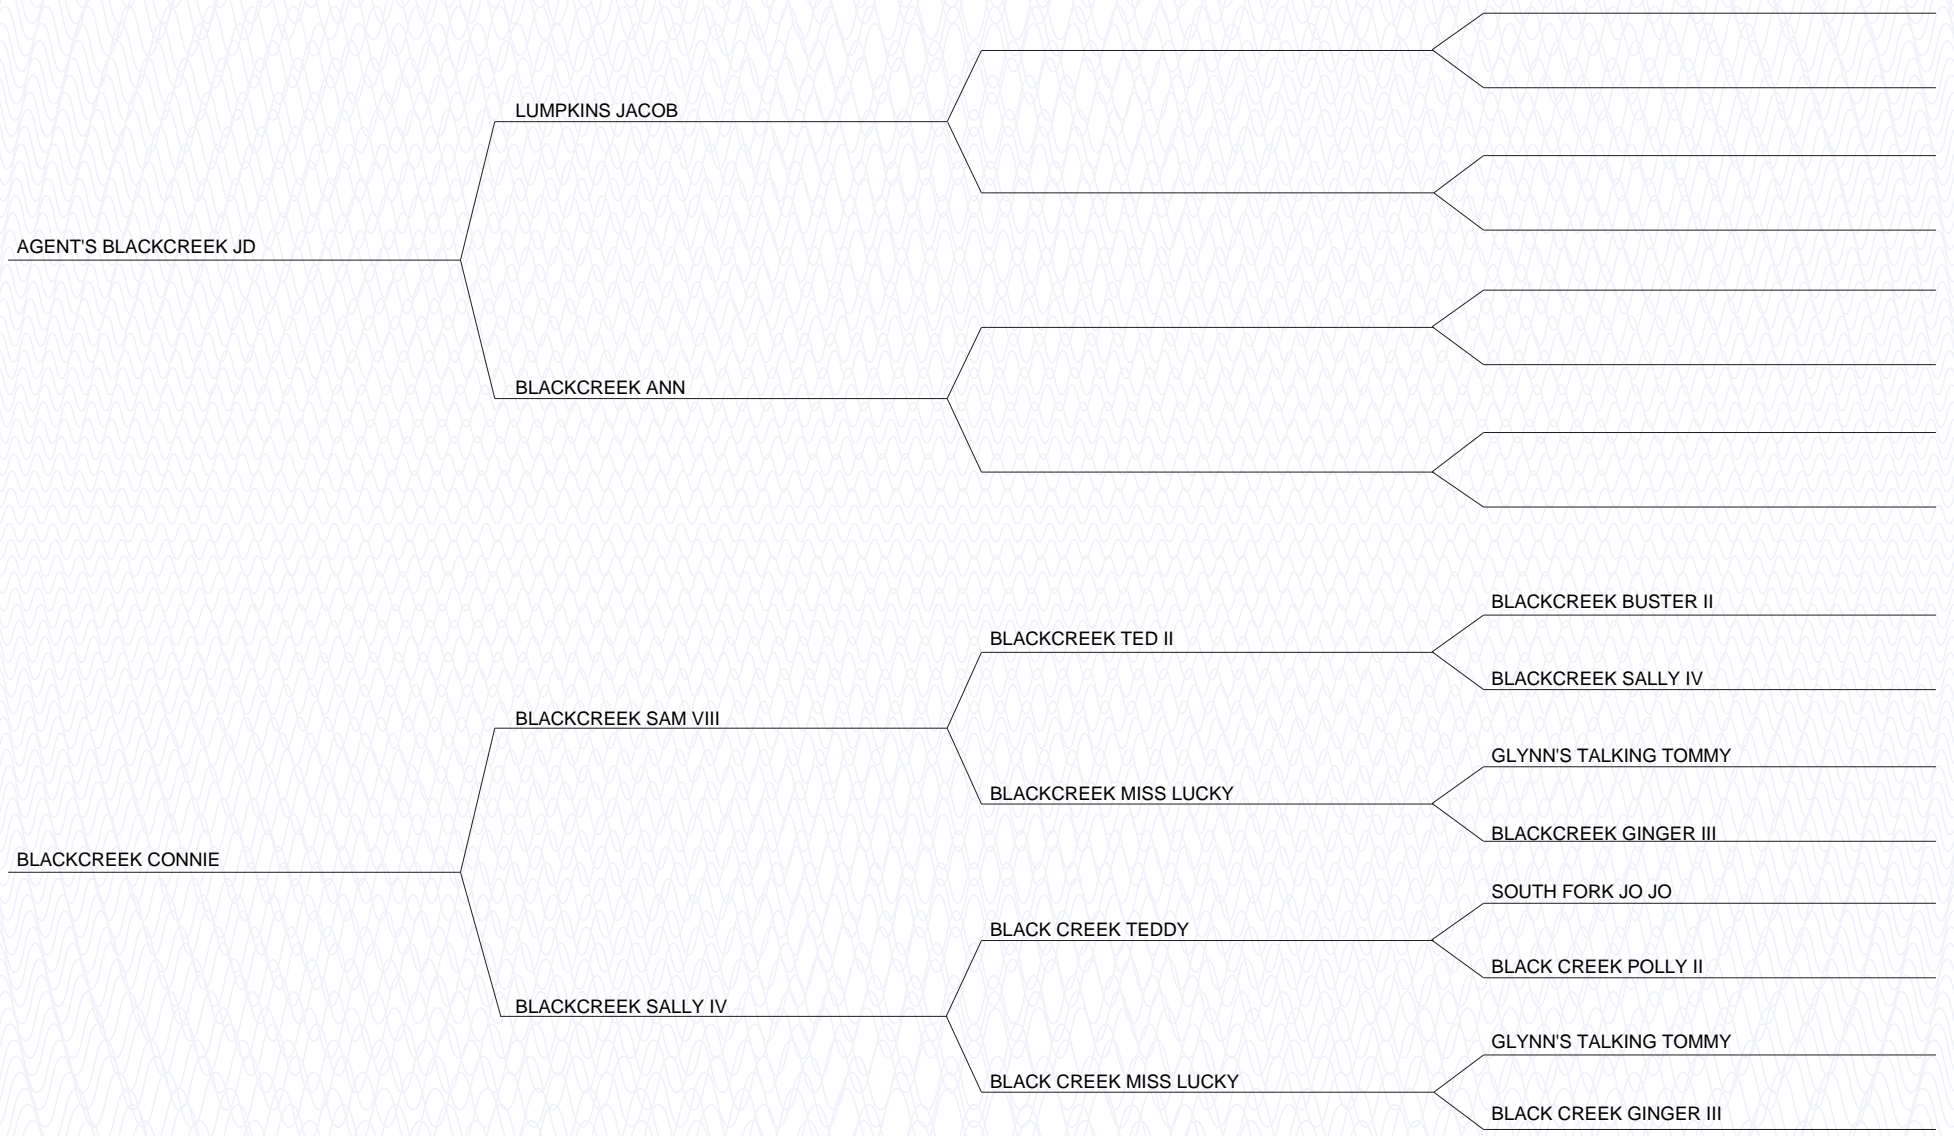 LUMPKINS JACOB
AGENT'S BLACKCREEK JD
BLACKCREEK ANN
BLACKCREEK BUSTER II
BLACKCREEK TED II
BLACKCREEK SALLY IV
BLACKCREEK SAM VIII
GLYNN'S TALKING TOMMY
BLACKCREEK MISS LUCKY
BLACKCREEK GINGER III
BLACKCREEK CONNIE
SOUTH FORK JO JO
BLACK CREEK TEDDY
BLACK CREEK POLLY II
BLACKCREEK SALLY IV
GLYNN'S TALKING TOMMY
BLACK CREEK MISS LUCKY
BLACK CREEK GINGER III